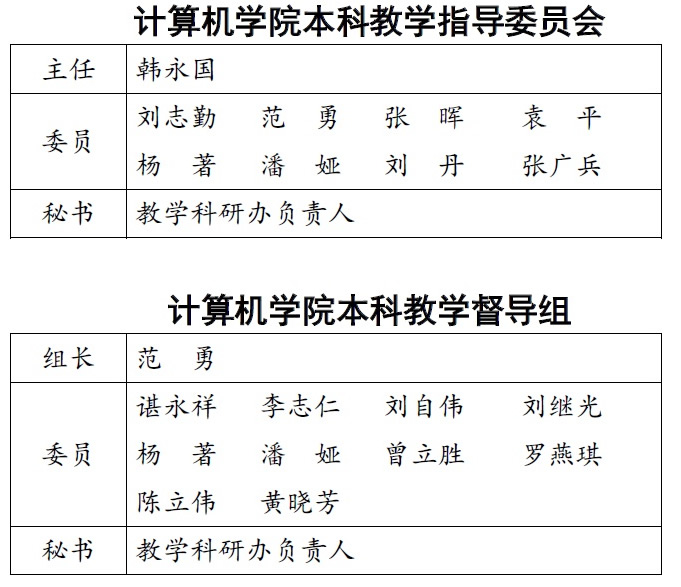 计算机学院本科教学指导委员会
主任 韩永国
委员 刘志勤 范 勇 张 晖 袁 平
杨 著 潘 娅 刘 丹 张广兵
秘书 教学科研办负责人
计算机学院本科教学督导组
组长 范 勇
委员 谌永祥 李志仁 刘自伟 刘继光
杨 著 潘 娅 曾立胜 罗燕琪
陈立伟 黄晓芳
秘书 教学科研办负责人